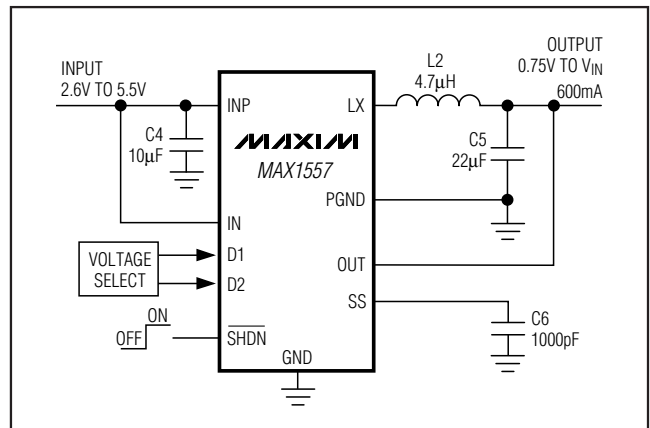 INPUT
2.6V TO 5.5V
C4
10μF
INP
IN
VOLTAGE
SELECT
D1
D2
ON
OFF
SHDN
GND
MAXIM
MAX1557
LX
PGND
OUT
SS
L2
4.7μH
OUTPUT
0.75V TO VIN
600mA
C5
22μF
C6
1000pF